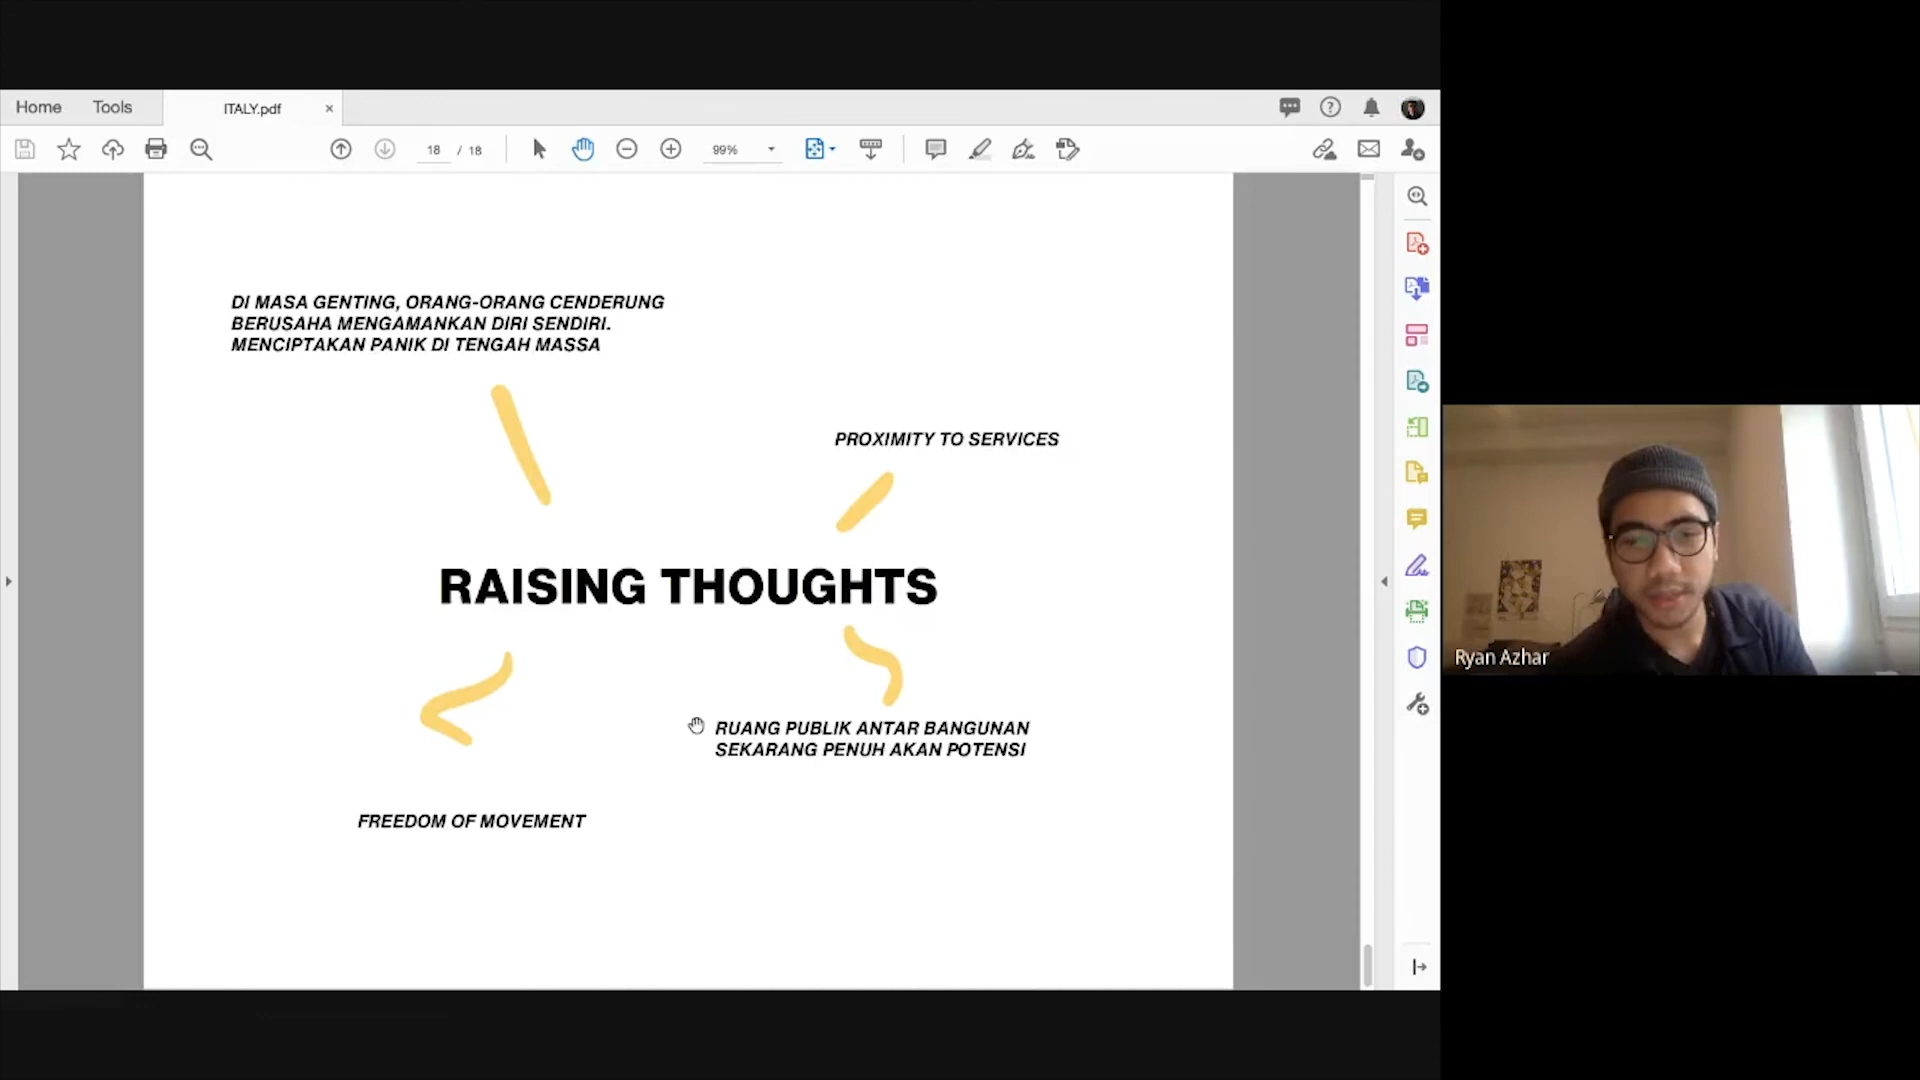 Home Tools ITALY.pdf ×
18 / 18 99%
DI MASA GENTING, ORANG-ORANG CENDERUNG
BERUSAHA MENGAMANKAN DIRI SENDIRI.
MENCIPTAKAN PANIK DI TENGAH MASSA
PROXIMITY TO SERVICES
RAISING THOUGHTS
RUANG PUBLIK ANTAR BANGUNAN
SEKARANG PENUH AKAN POTENSI
FREEDOM OF MOVEMENT
Ryan Azhar